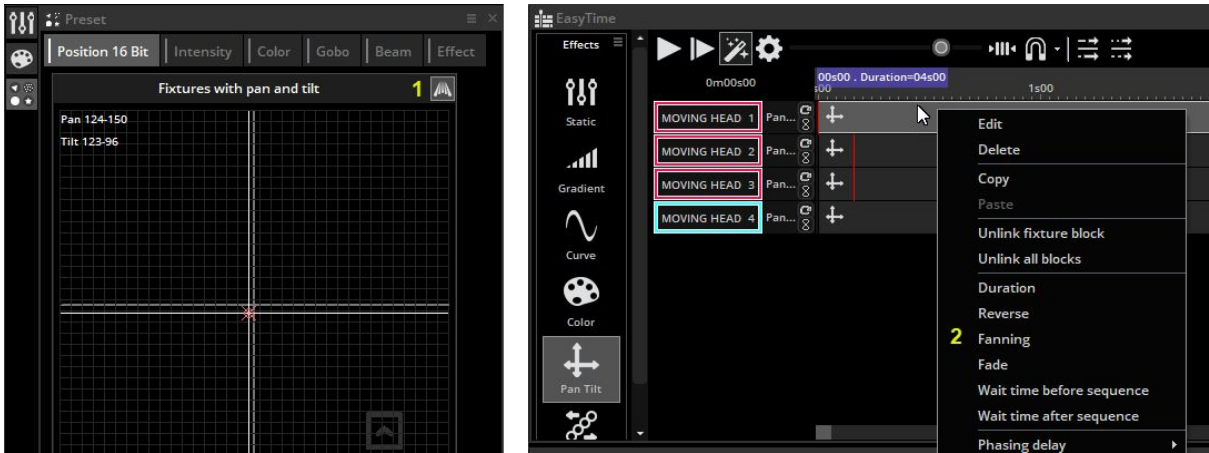 Preset
Position 16 Bit
Intensity
Color
Gobo
Beam
Effect
Fixtures with pan and tilt
1
Pan 124-150
Tilt 123-96
EasyTime
Effects
Static
Gradient
Curve
Color
Pan Tilt
0m00s00
00s00 . Duration=04s00
s00
1s00
MOVING HEAD 1 Pan...
MOVING HEAD 2 Pan...
MOVING HEAD 3 Pan...
MOVING HEAD 4 Pan...
Edit
Delete
Copy
Paste
Unlink fixture block
Unlink all blocks
Duration
Reverse
2 Fanning
Fade
Wait time before sequence
Wait time after sequence
Phasing delay